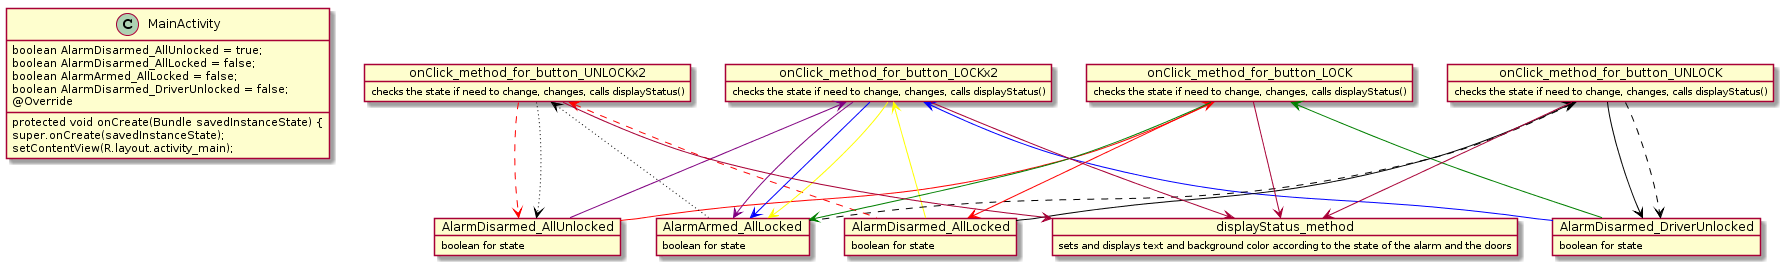 C MainActivity
boolean AlarmDisarmed_AllUnlocked = true;
boolean AlarmDisarmed_AllLocked = false;
boolean AlarmArmed_AllLocked = false;
boolean AlarmDisarmed_DriverUnlocked = false;
@Override
protected void onCreate(Bundle savedInstanceState) {
super.onCreate(savedInstanceState);
setContentView(R.layout.activity_main);
onClick_method_for_button_UNLOCKx2
checks the state if need to change, changes, calls displayStatus()
onClick_method_for_button_LOCKx2
checks the state if need to change, changes, calls displayStatus()
onClick_method_for_button_LOCK
checks the state if need to change, changes, calls displayStatus()
onClick_method_for_button_UNLOCK
checks the state if need to change, changes, calls displayStatus()
AlarmDisarmed_AllUnlocked
boolean for state
AlarmArmed_AllLocked
boolean for state
AlarmDisarmed_AllLocked
boolean for state
displayStatus_method
sets and displays text and background color according to the state of the alarm and the doors
AlarmDisarmed_DriverUnlocked
boolean for state